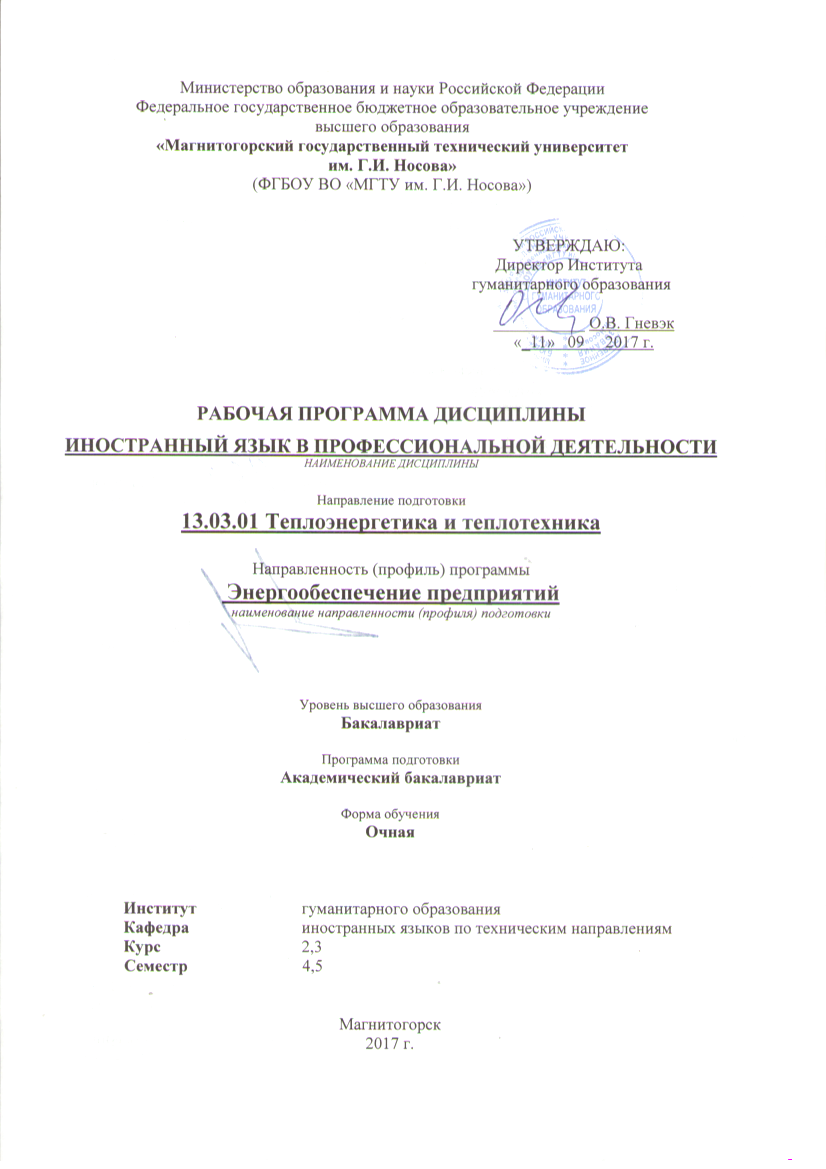 Министерство образования и науки Российской Федерации
Федеральное государственное бюджетное образовательное учреждение
высшего образования
«Магнитогорский государственный технический университет
им. Г.И. Носова»
(ФГБОУ ВО «МГТУ им. Г.И. Носова»)
УТВЕРЖДАЮ:
Директор Института
гуманитарного образования
ИНСТИТУТ
ГУМАНИТАРНОГО
ОБРАЗОВАНИЯ
О.В. Гневэк
«_11» 09 2017 г.
РАБОЧАЯ ПРОГРАММА ДИСЦИПЛИНЫ
ИНОСТРАННЫЙ ЯЗЫК В ПРОФЕССИОНАЛЬНОЙ ДЕЯТЕЛЬНОСТИ
НАИМЕНОВАНИЕ ДИСЦИПЛИНЫ
Направление подготовки
13.03.01 Теплоэнергетика и теплотехника
Направленность (профиль) программы
Энергообеспечение предприятий
наименование направленности (профиля) подготовки
Уровень высшего образования
Бакалавриат
Программа подготовки
Академический бакалавриат
Форма обучения
Очная
Институт гуманитарного образования
Кафедра иностранных языков по техническим направлениям
Курс 2,3
Семестр 4,5
Магнитогорск
2017 г.